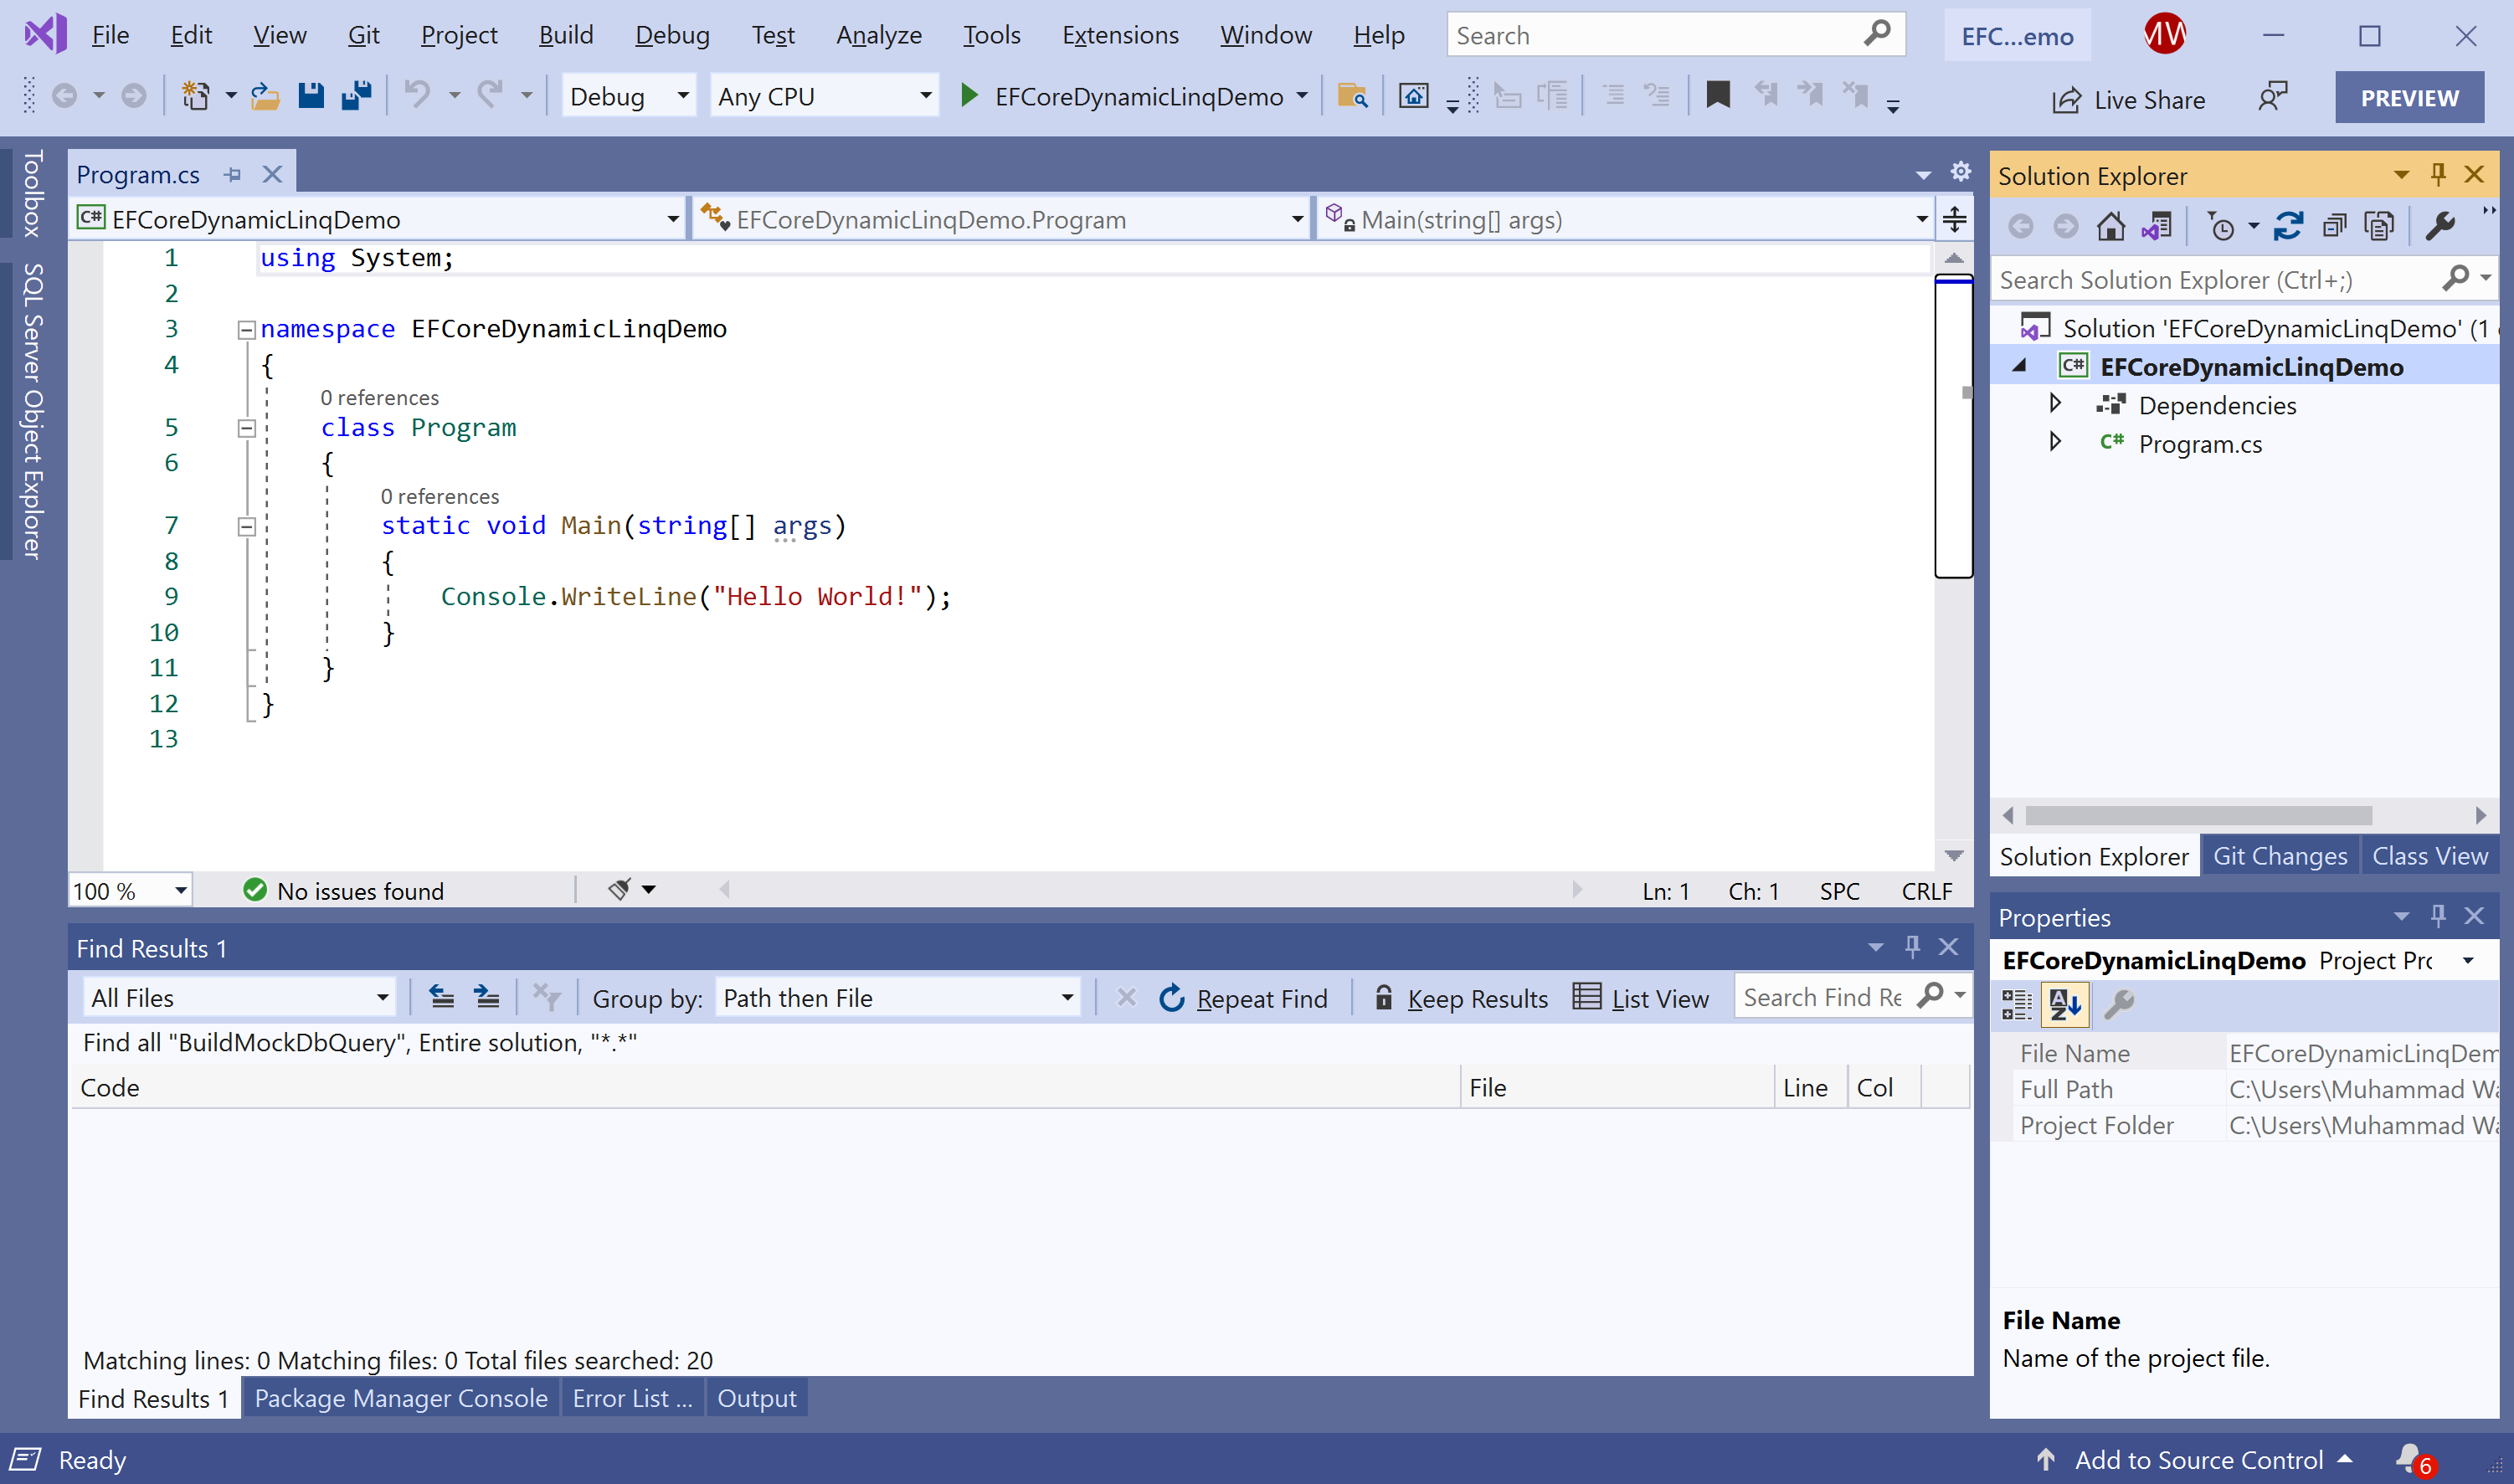 File Edit View Git Project Build Debug Test Analyze Tools Extensions Window Help Search EFC...emo MW
Debug Any CPU EFCoreDynamicLinqDemo Live Share PREVIEW
Toolbox
SQL Server Object Explorer
Program.cs
C# EFCoreDynamicLinqDemo EFCoreDynamicLinqDemo.Program Main(string[] args)
1 using System;
2
3 namespace EFCoreDynamicLinqDemo
4 {
0 references
5 class Program
6 {
0 references
7 static void Main(string[] args)
8 {
9 Console.WriteLine("Hello World!");
10 }
11 }
12 }
13
100 % No issues found Ln: 1 Ch: 1 SPC CRLF
Find Results 1
All Files Group by: Path then File Repeat Find Keep Results List View Search Find Re
Find all "BuildMockDbQuery", Entire solution, "*.*"
Code File Line Col
Matching lines: 0 Matching files: 0 Total files searched: 20
Find Results 1 Package Manager Console Error List ... Output
Solution Explorer
Search Solution Explorer (Ctrl+;)
Solution 'EFCoreDynamicLinqDemo' (1
C# EFCoreDynamicLinqDemo
Dependencies
C# Program.cs
Solution Explorer Git Changes Class View
Properties
EFCoreDynamicLinqDemo Project Prc
File Name EFCoreDynamicLinqDem
Full Path C:\Users\Muhammad Wa
Project Folder C:\Users\Muhammad Wa
File Name
Name of the project file.
Ready Add to Source Control 6